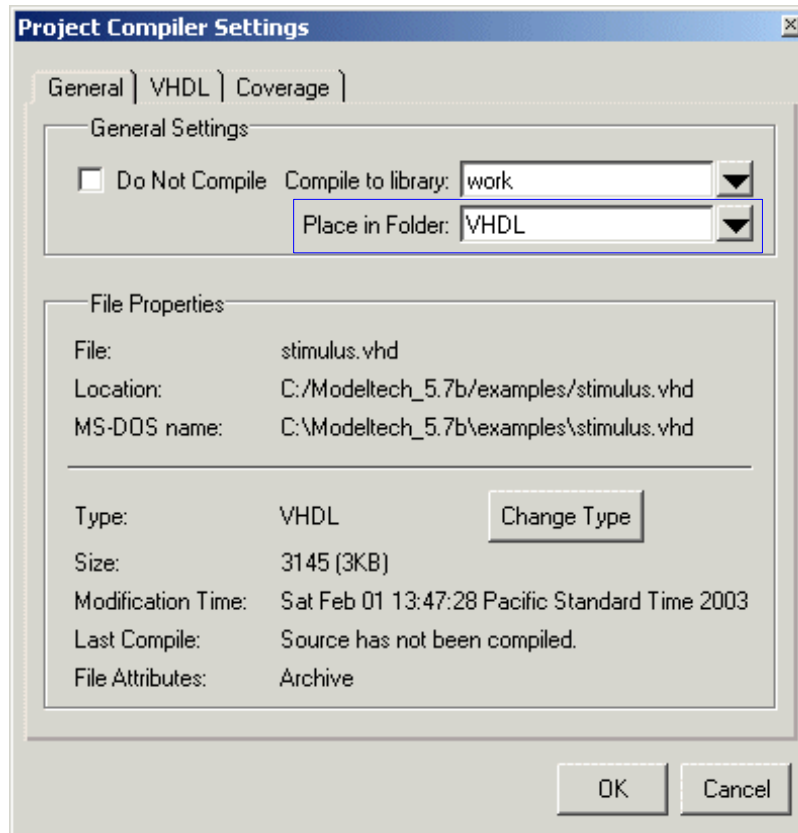 Project Compiler Settings
General VHDL Coverage
General Settings
Do Not Compile Compile to library: work
Place in Folder: VHDL
File Properties
File: stimulus.vhd
Location: C:/Modeltech_5.7b/examples/stimulus.vhd
MS-DOS name: C:\Modeltech_5.7b\examples\stimulus.vhd
Type: VHDL Change Type
Size: 3145 (3KB)
Modification Time: Sat Feb 01 13:47:28 Pacific Standard Time 2003
Last Compile: Source has not been compiled.
File Attributes: Archive
OK Cancel